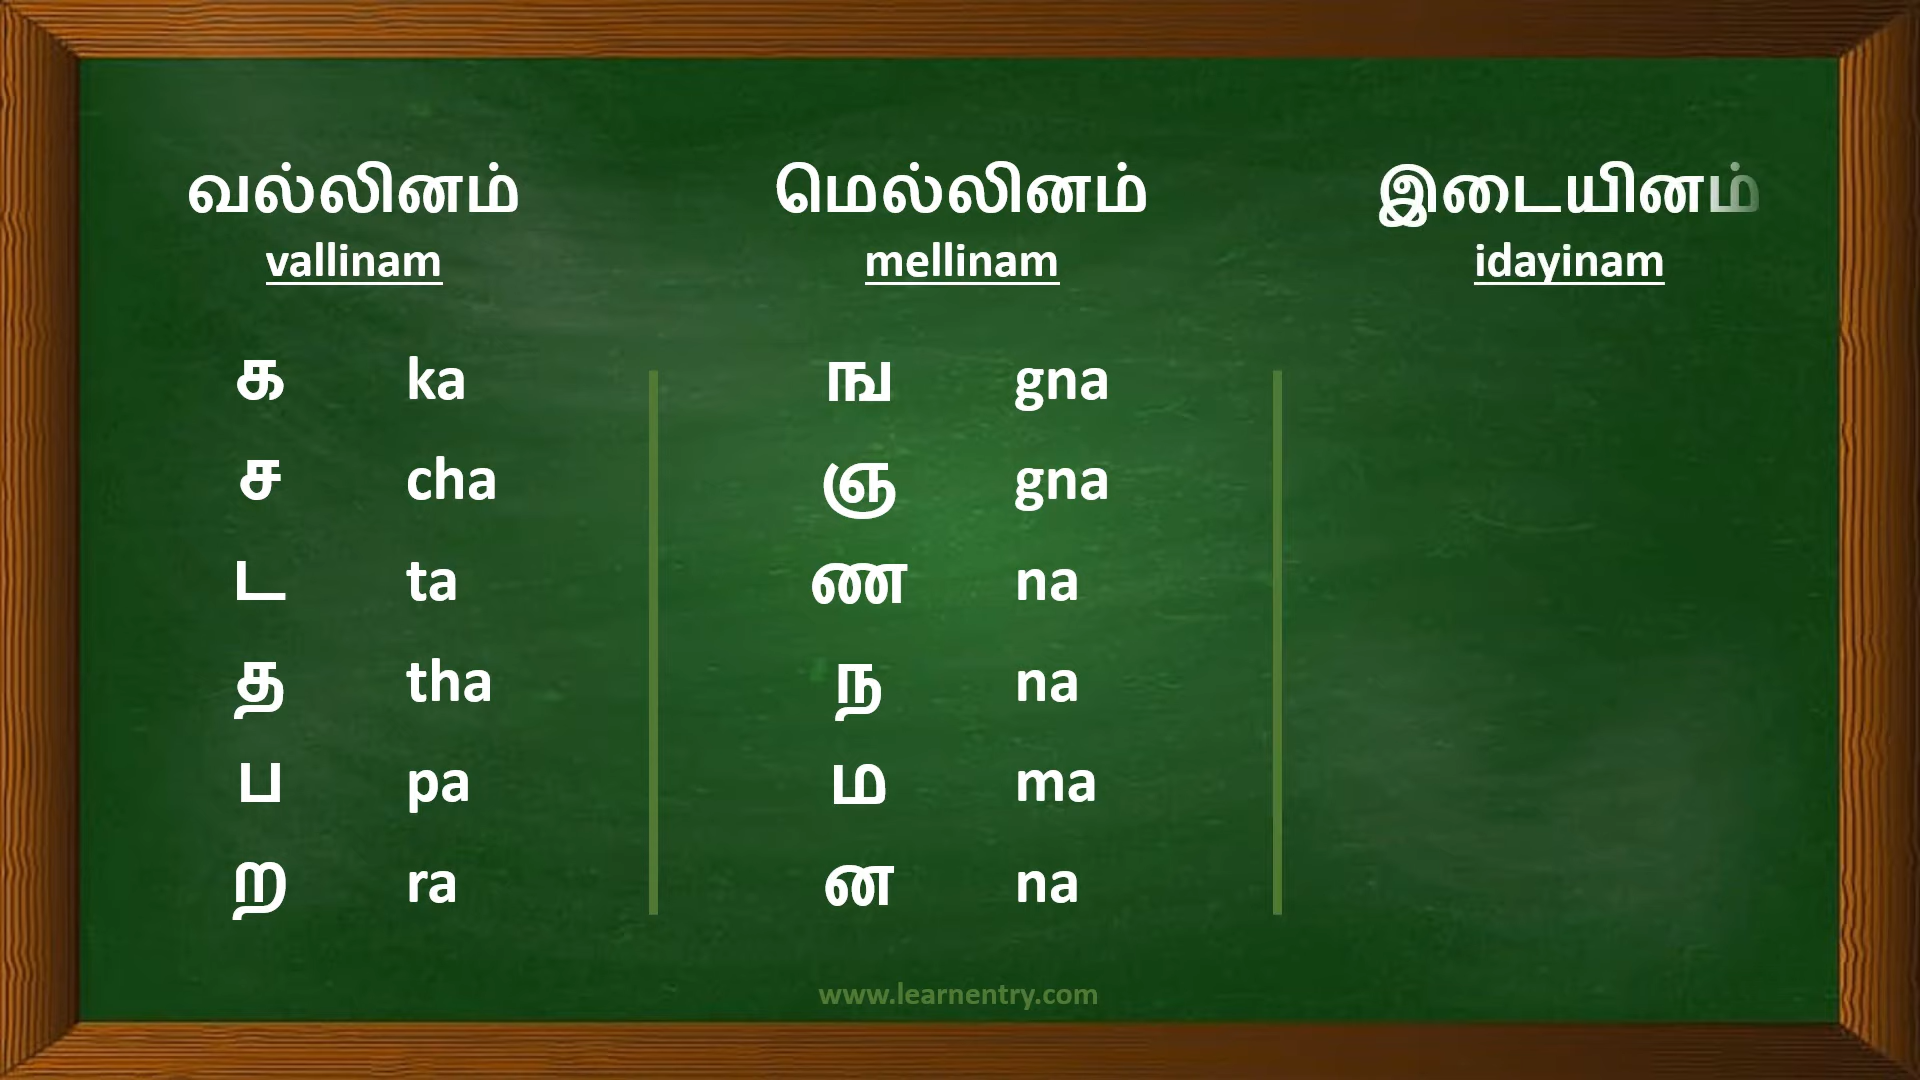 வல்லினம் மெல்லினம் இடையினம்
vallinam mellinam idayinam
க ka ங gna
ச cha ஞ gna
ட ta ண na
த tha ந na
ப pa ம ma
ற ra ன na
www.learnentry.com